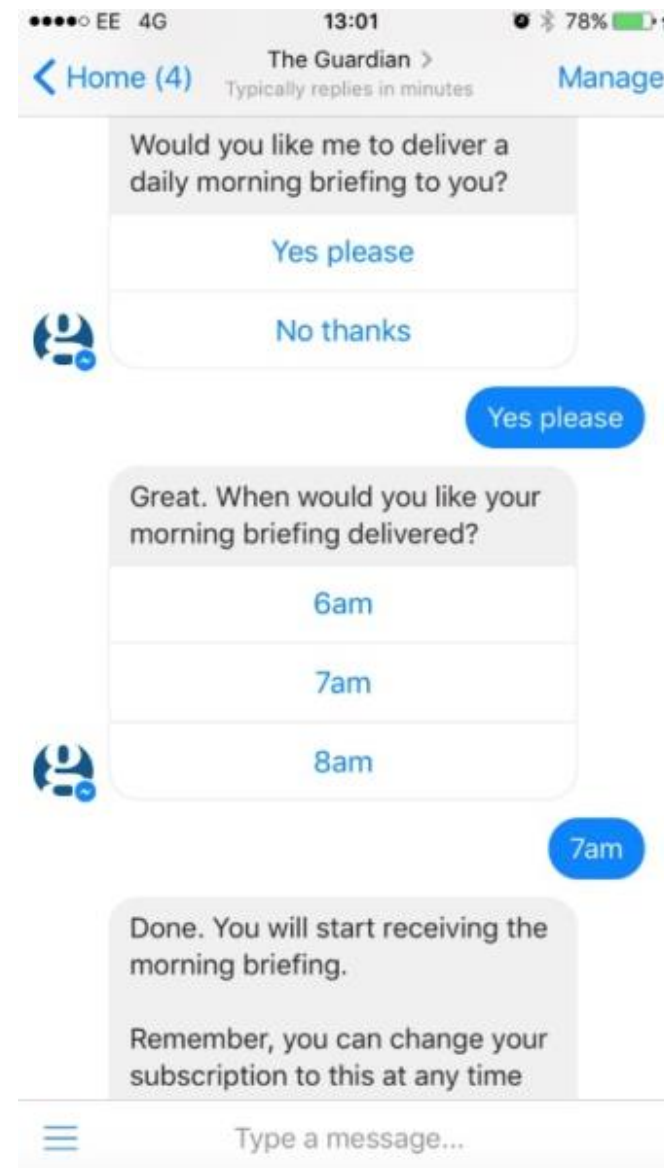 EE 4G 13:01 78%
Home (4) The Guardian > Manage
Typically replies in minutes
Would you like me to deliver a
daily morning briefing to you?
Yes please
No thanks
g
Yes please
Great. When would you like your
morning briefing delivered?
6am
7am
8am
g
7am
Done. You will start receiving the
morning briefing.
Remember, you can change your
subscription to this at any time
Type a message...